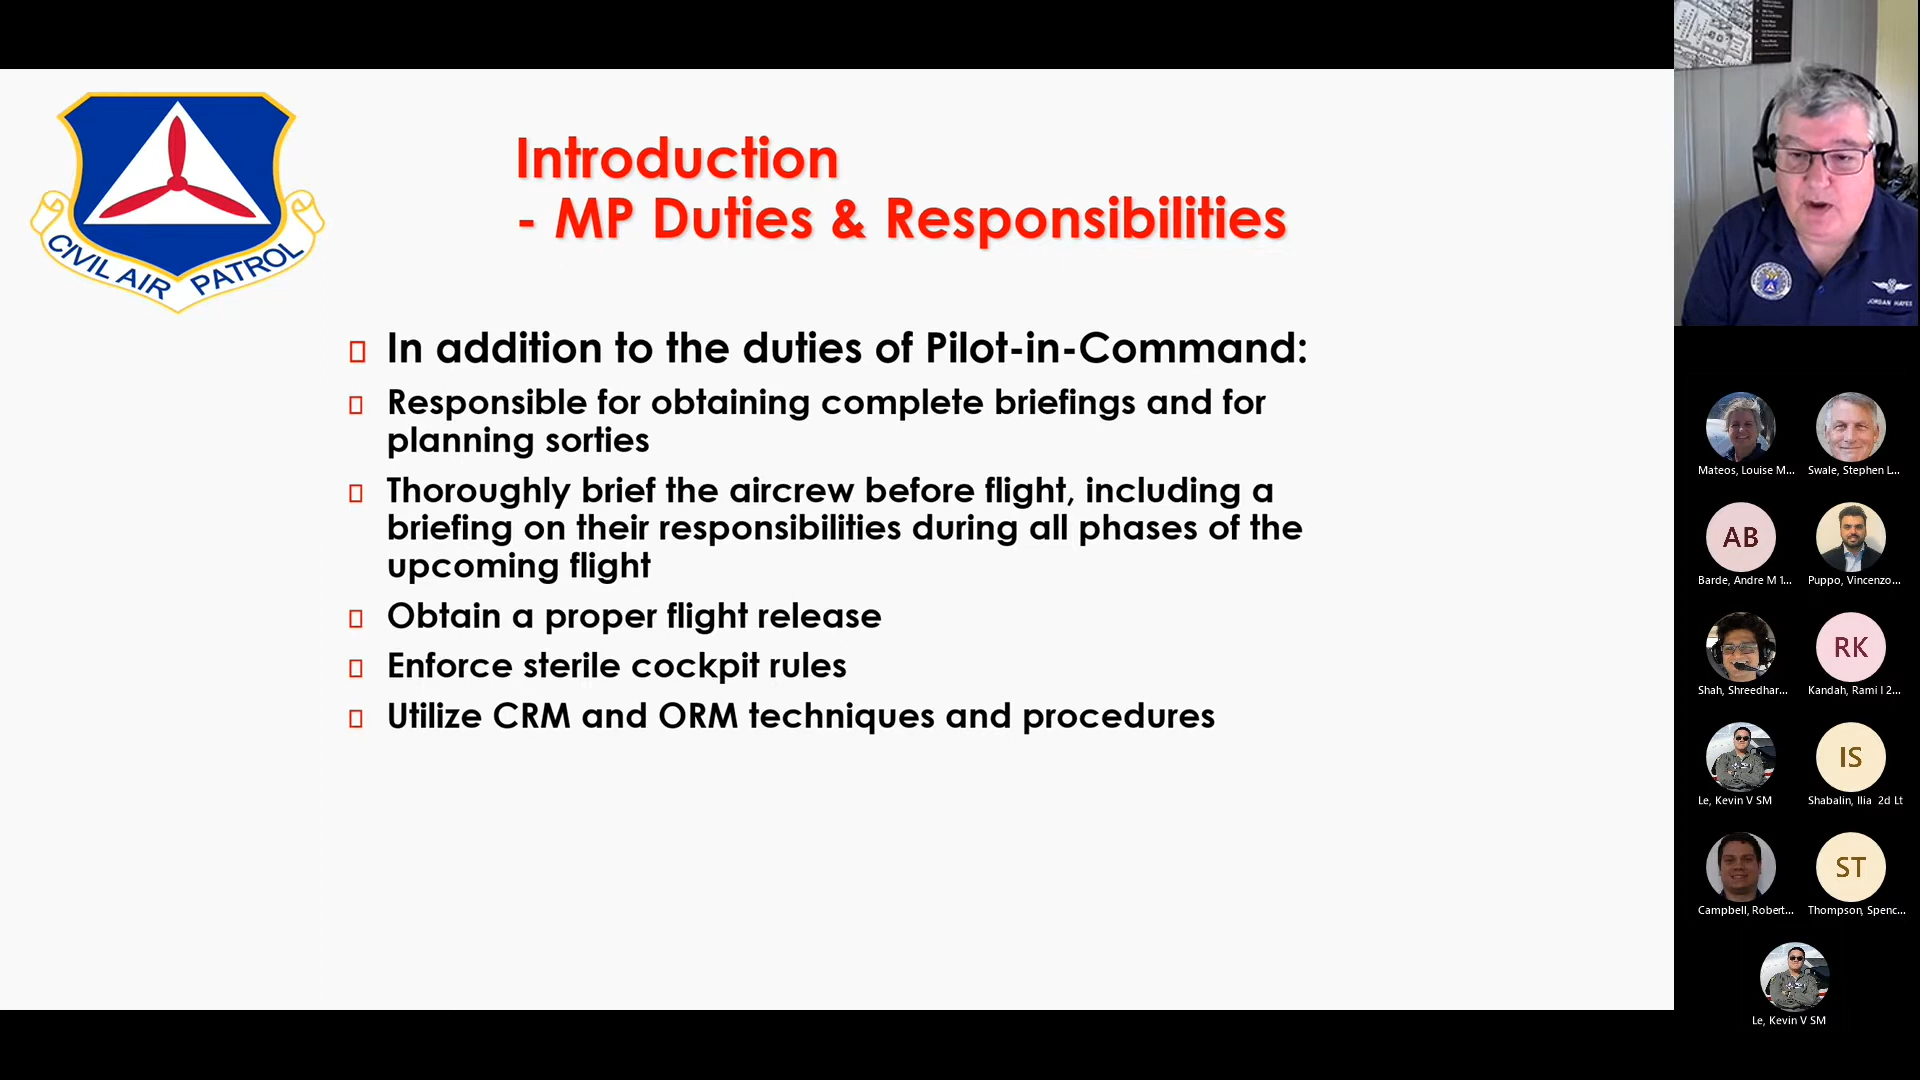 CIVIL AIR PATROL
Introduction
- MP Duties & Responsibilities
In addition to the duties of Pilot-in-Command:
Responsible for obtaining complete briefings and for
planning sorties
Thoroughly brief the aircrew before flight, including a
briefing on their responsibilities during all phases of the
upcoming flight
Obtain a proper flight release
Enforce sterile cockpit rules
Utilize CRM and ORM techniques and procedures
JORDAN HAYES
Mateos, Louise M...
Swale, Stephen L...
AB
Barde, Andre M 1...
Puppo, Vincenzo...
Shah, Shreedhar...
RK
Kandah, Rami I 2...
Le, Kevin V SM
IS
Shabalin, Ilia 2d Lt
Campbell, Robert...
ST
Thompson, Spenc...
Le, Kevin V SM